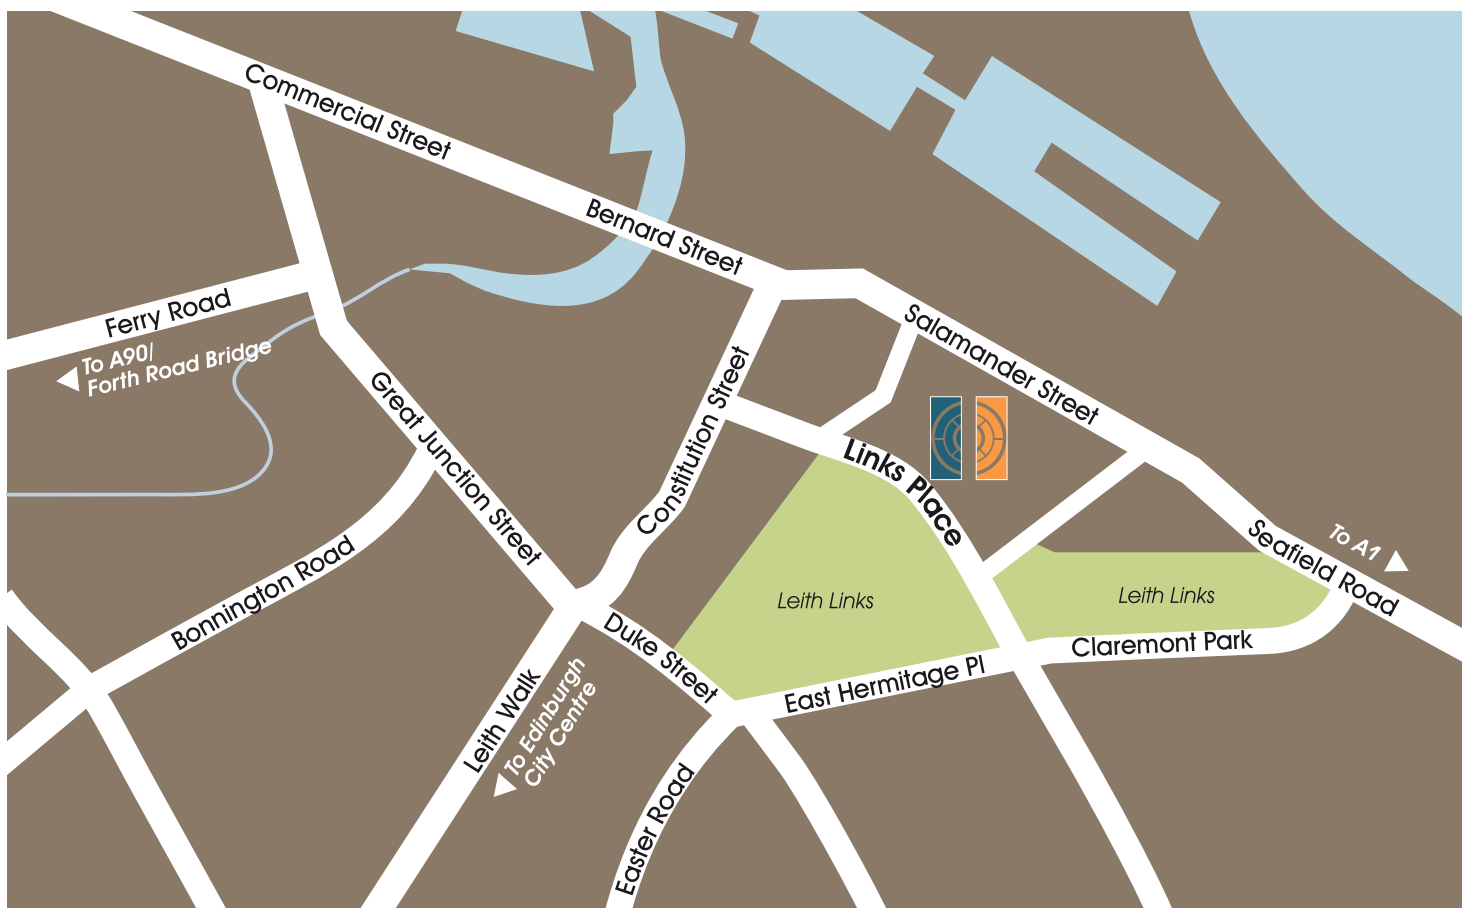 Commercial Street
Bernard Street
Ferry Road
To A90/
Forth Road Bridge
Salamander Street
Great Junction Street
Constitution Street
Links Place
Bonnington Road
Seafield Road
To A1
Leith Links
Leith Links
Duke Street
Claremont Park
East Hermitage Pl
Leith Walk
To Edinburgh
City Centre
Easter Road